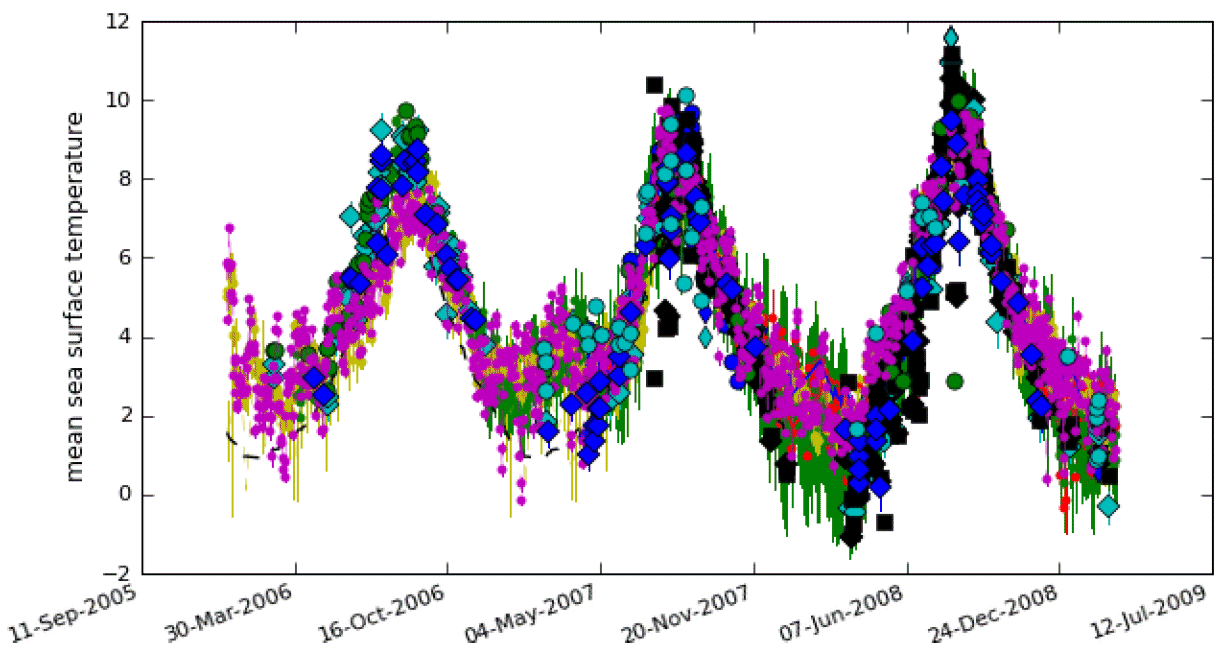 mean sea surface temperature
12
10
8
6
4
2
0
−2
11-Sep-2005
30-Mar-2006
16-Oct-2006
04-May-2007
20-Nov-2007
07-Jun-2008
24-Dec-2008
12-Jul-2009